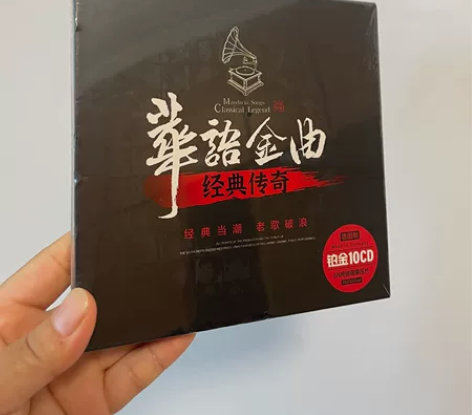 Mandarin Songs
Classical Legend
華語金曲
经典传奇
经典当潮 老歌破浪
铂金10CD